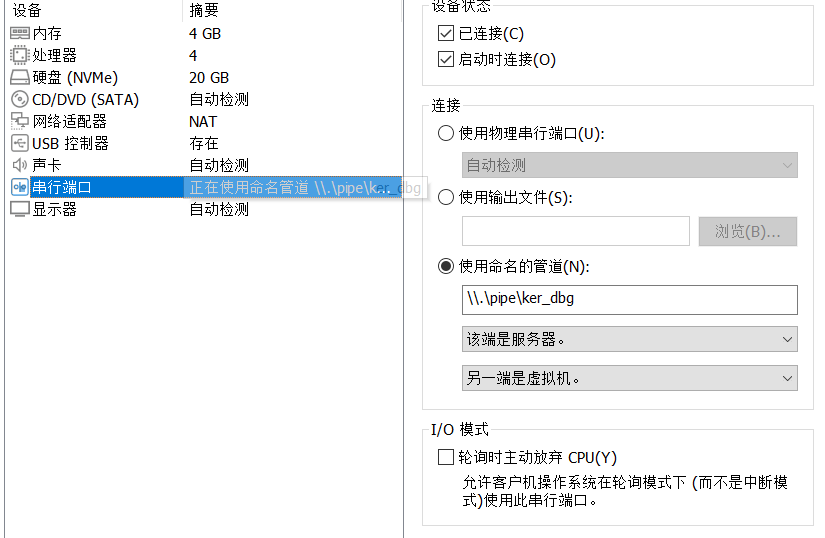 设备 摘要
内存 4 GB
处理器 4
硬盘 (NVMe) 20 GB
CD/DVD (SATA) 自动检测
网络适配器 NAT
USB 控制器 存在
声卡 自动检测
串行端口 正在使用命名管道 \\.\pipe\ker_dbg
显示器 自动检测
设备状态
已连接(C)
启动时连接(O)
连接
使用物理串行端口(U):
自动检测
使用输出文件(S):
浏览(B)...
使用命名的管道(N):
\\.\pipe\ker_dbg
该端是服务器。
另一端是虚拟机。
I/O 模式
轮询时主动放弃 CPU(Y)
允许客户机操作系统在轮询模式下 (而不是中断模
式)使用此串行端口。